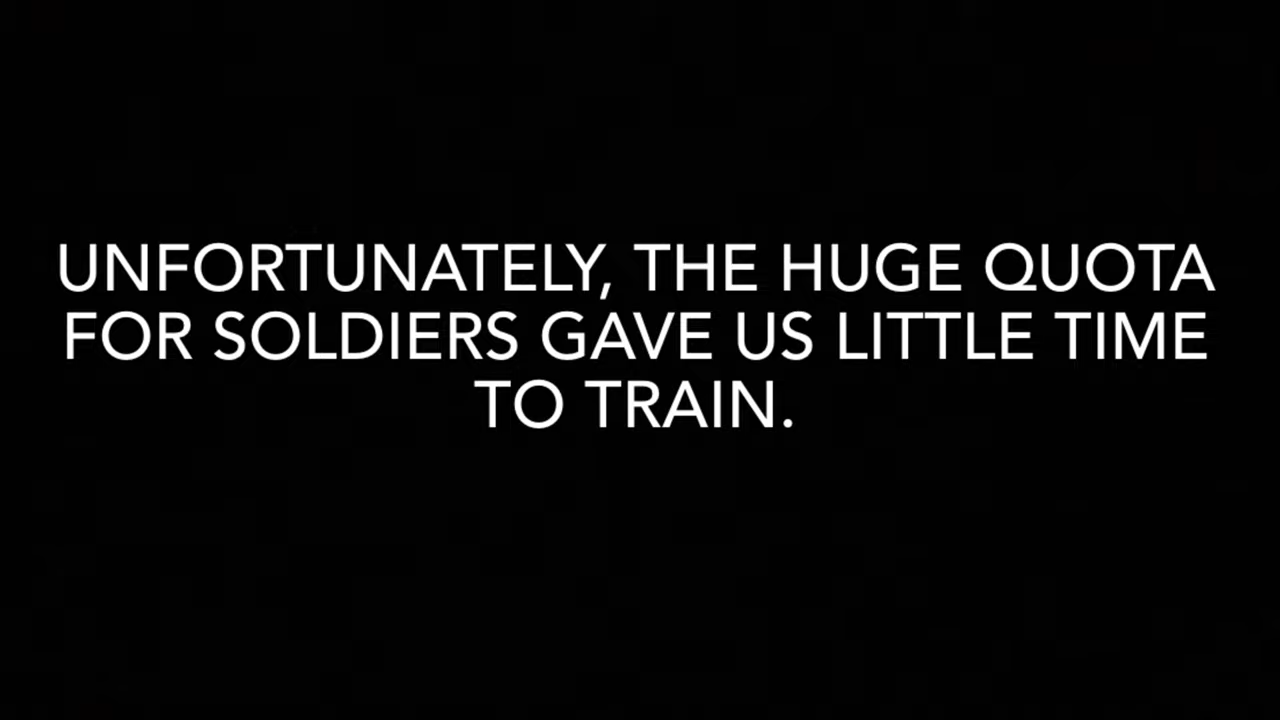 UNFORTUNATELY, THE HUGE QUOTA
FOR SOLDIERS GAVE US LITTLE TIME
TO TRAIN.